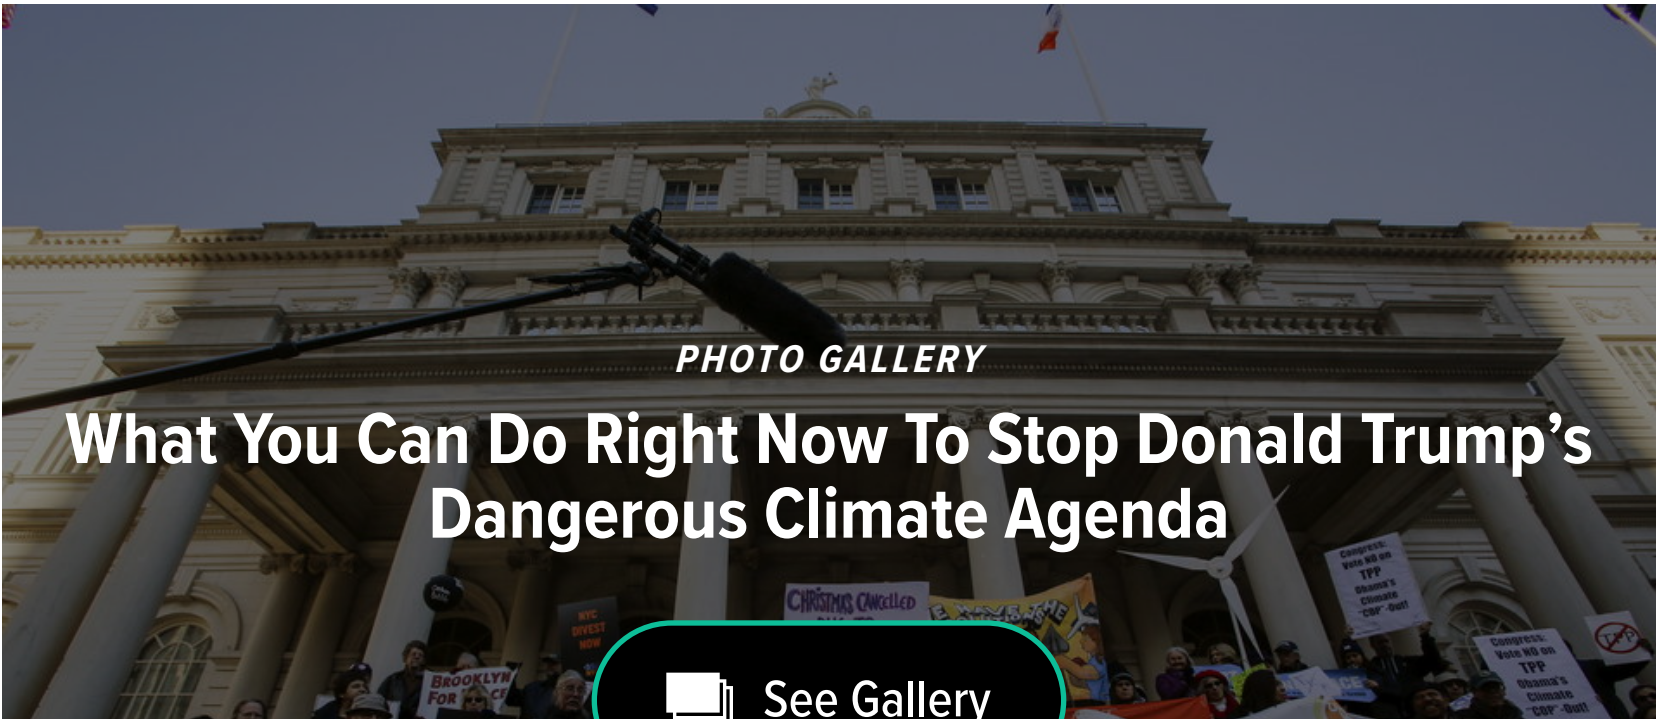 PHOTO GALLERY
What You Can Do Right Now To Stop Donald Trump’s
Dangerous Climate Agenda
Congress:
Vote NO on
TPP
Obama's
Climate
"COP"-Out!
CHRISTMAS CANCELLED
NYC
DIVEST
NOW
E HAVE THE
TPP
Congress:
Vote NO on
TPP
Obama's
Climate
"COP"-Out!
BROOKLYN
FOR
See Gallery